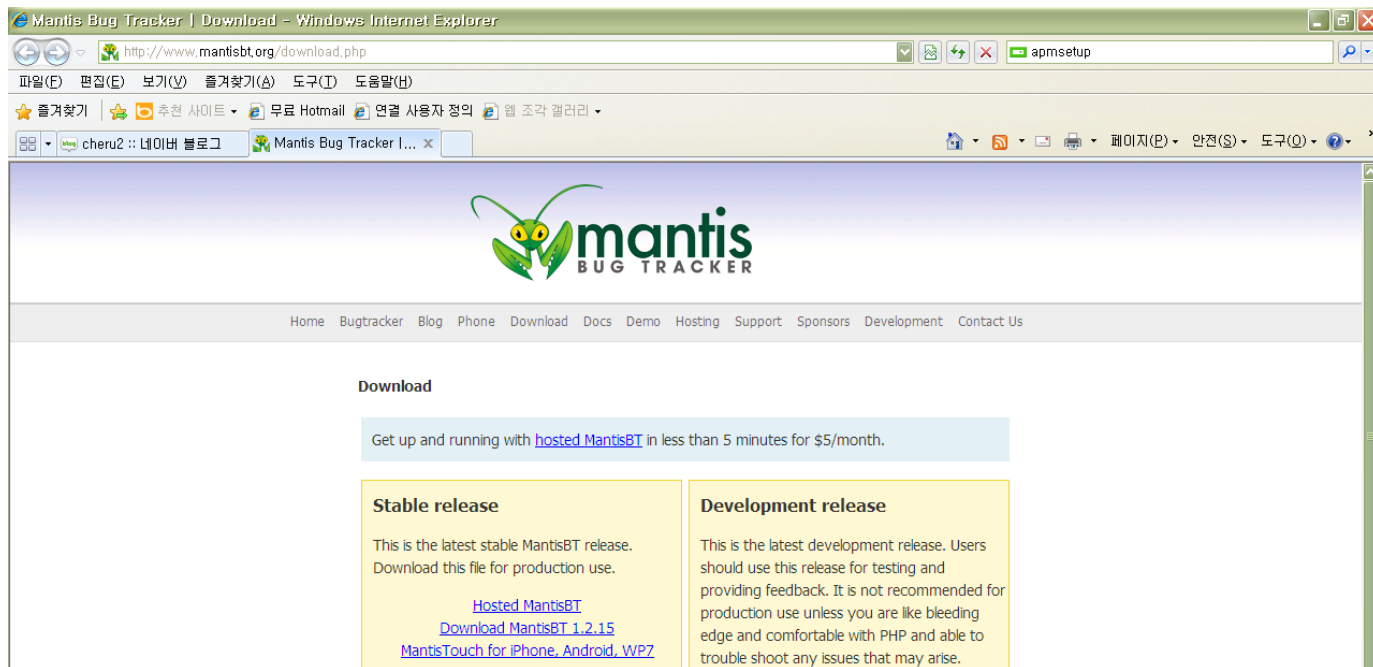 Mantis Bug Tracker | Download - Windows Internet Explorer
http://www.mantisbt.org/download.php
apmsetup
파일(F) 편집(E) 보기(V) 즐겨찾기(A) 도구(T) 도움말(H)
즐겨찾기 추천 사이트 무료 Hotmail 연결 사용자 정의 웹 조각 갤러리
cheru2 :: 네이버 블로그 Mantis Bug Tracker |... 페이지(P) 안전(S) 도구(O)
mantis
BUG TRACKER
Home Bugtracker Blog Phone Download Docs Demo Hosting Support Sponsors Development Contact Us
Download
Get up and running with hosted MantisBT in less than 5 minutes for $5/month.
Stable release
This is the latest stable MantisBT release.
Download this file for production use.
Hosted MantisBT
Download MantisBT 1.2.15
MantisTouch for iPhone, Android, WP7
Development release
This is the latest development release. Users
should use this release for testing and
providing feedback. It is not recommended for
production use unless you are like bleeding
edge and comfortable with PHP and able to
trouble shoot any issues that may arise.